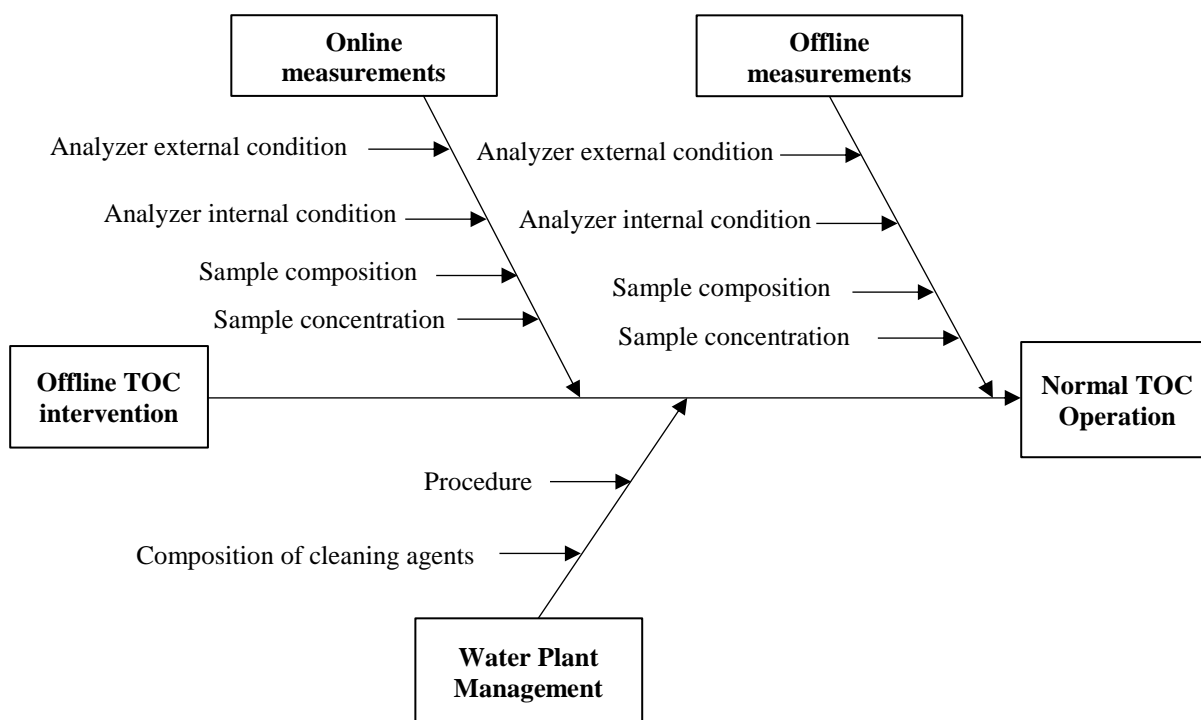 Online
measurements
Offline
measurements
Analyzer external condition
Analyzer external condition
Analyzer internal condition
Analyzer internal condition
Sample composition
Sample composition
Sample concentration
Sample concentration
Offline TOC
intervention
Normal TOC
Operation
Procedure
Composition of cleaning agents
Water Plant
Management